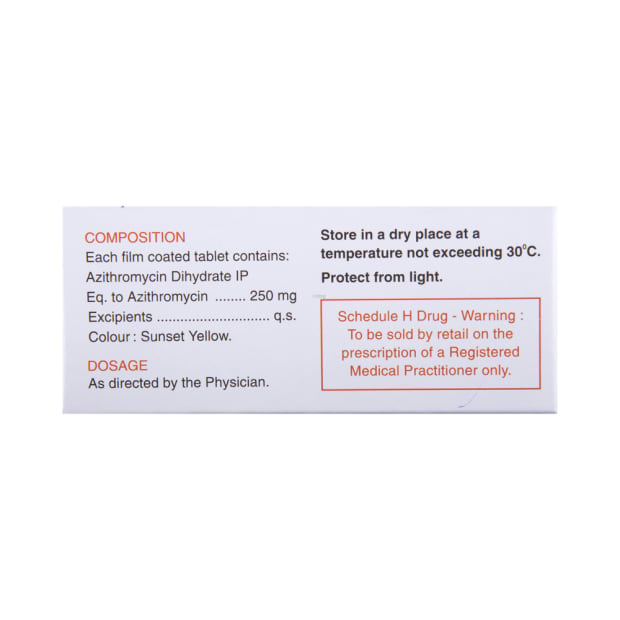 COMPOSITION
Each film coated tablet contains:
Azithromycin Dihydrate IP
Eq. to Azithromycin ........ 250 mg
Excipients ............................. q.s.
Colour : Sunset Yellow.
DOSAGE
As directed by the Physician.
Store in a dry place at a
temperature not exceeding 30°C.
Protect from light.
Schedule H Drug - Warning :
To be sold by retail on the
prescription of a Registered
Medical Practitioner only.